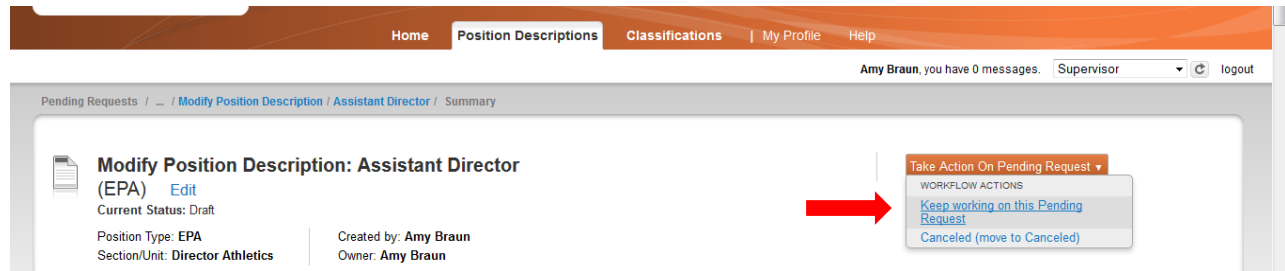 Home Position Descriptions Classifications | My Profile Help
Amy Braun, you have 0 messages. Supervisor logout
Pending Requests / ... / Modify Position Description / Assistant Director / Summary
Modify Position Description: Assistant Director
(EPA) Edit
Current Status: Draft
Position Type: EPA
Section/Unit: Director Athletics
Created by: Amy Braun
Owner: Amy Braun
Take Action On Pending Request ▾
WORKFLOW ACTIONS
Keep working on this Pending
Request
Canceled (move to Canceled)